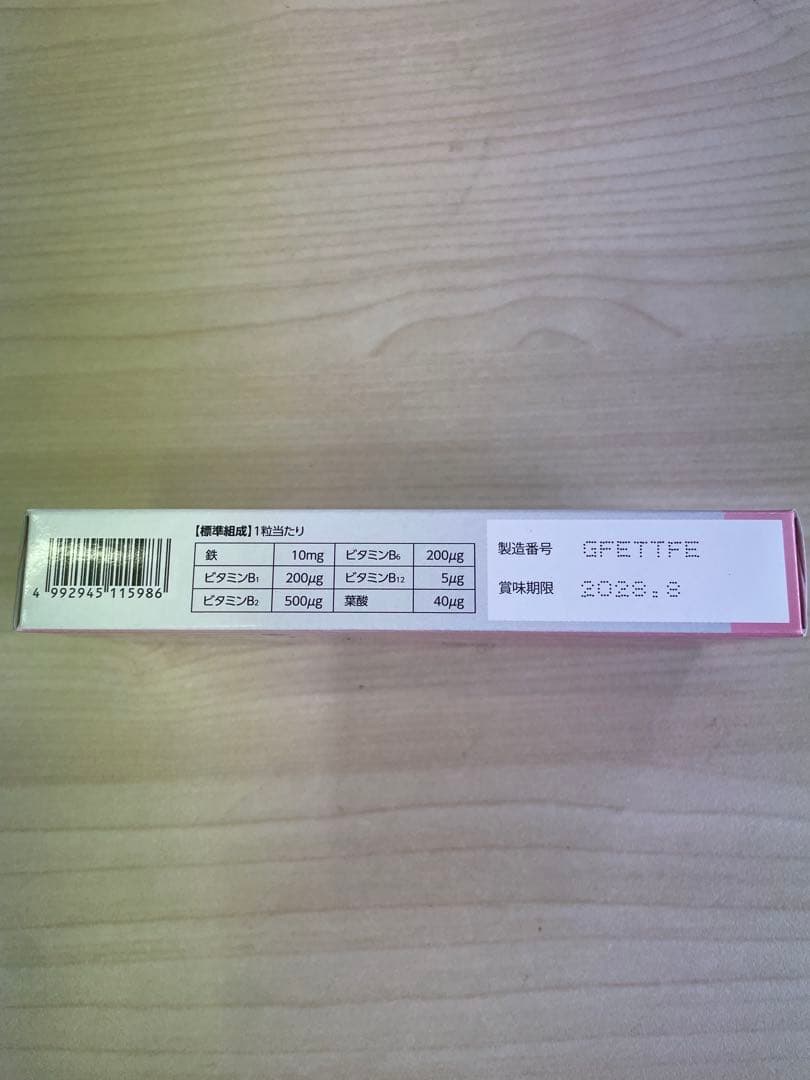 4 992945 115986
【標準組成】1粒当たり
鉄 10mg ビタミンB₆ 200μg
ビタミンB₁ 200μg ビタミンB₁₂ 5μg
ビタミンB₂ 500μg 葉酸 40μg
製造番号 GFETTFE
賞味期限 2028.8